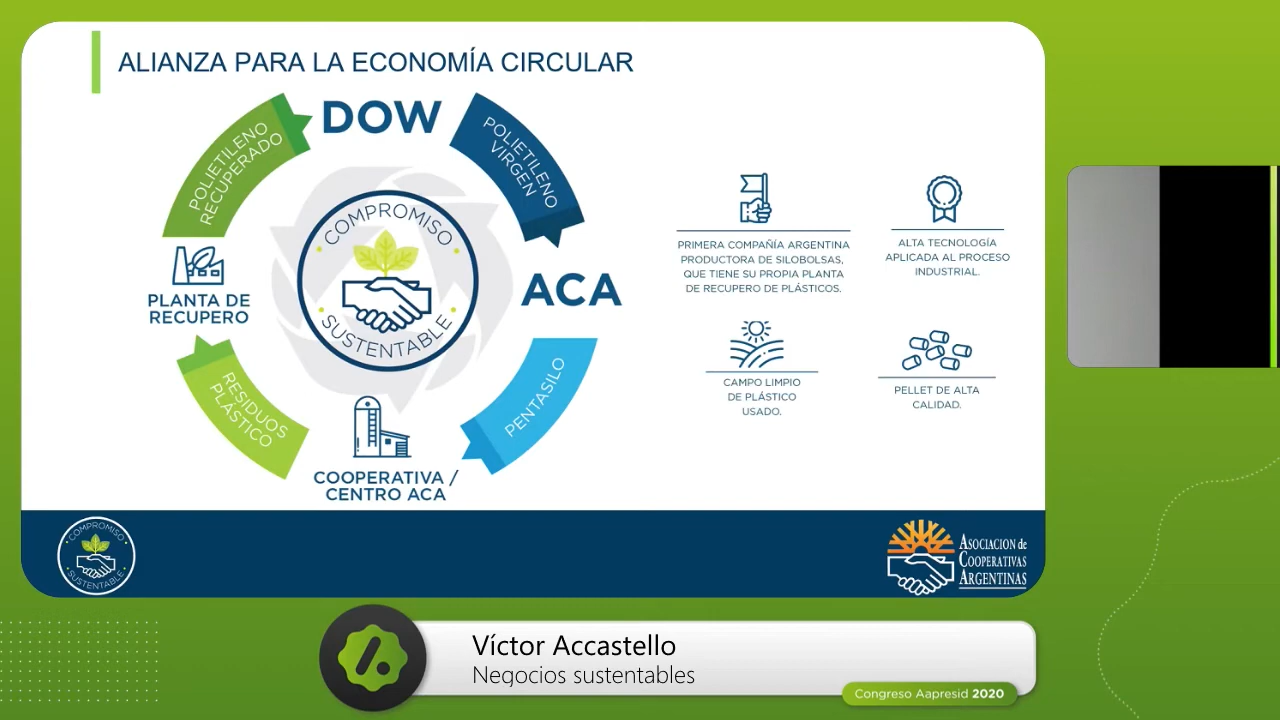 ALIANZA PARA LA ECONOMÍA CIRCULAR
DOW
POLIETILENO
VIRGEN
ACA
PENTASILO
COOPERATIVA /
CENTRO ACA
RESIDUOS
PLÁSTICO
PLANTA DE
RECUPERO
POLIETILENO
RECUPERADO
COMPROMISO
SUSTENTABLE
PRIMERA COMPAÑÍA ARGENTINA
PRODUCTORA DE SILOBOLSAS,
QUE TIENE SU PROPIA PLANTA
DE RECUPERO DE PLÁSTICOS.
ALTA TECNOLOGÍA
APLICADA AL PROCESO
INDUSTRIAL.
CAMPO LIMPIO
DE PLÁSTICO
USADO.
PELLET DE ALTA
CALIDAD.
COMPROMISO
SUSTENTABLE
ASOCIACION de
COOPERATIVAS
ARGENTINAS
Víctor Accastello
Negocios sustentables
Congreso Aapresid 2020